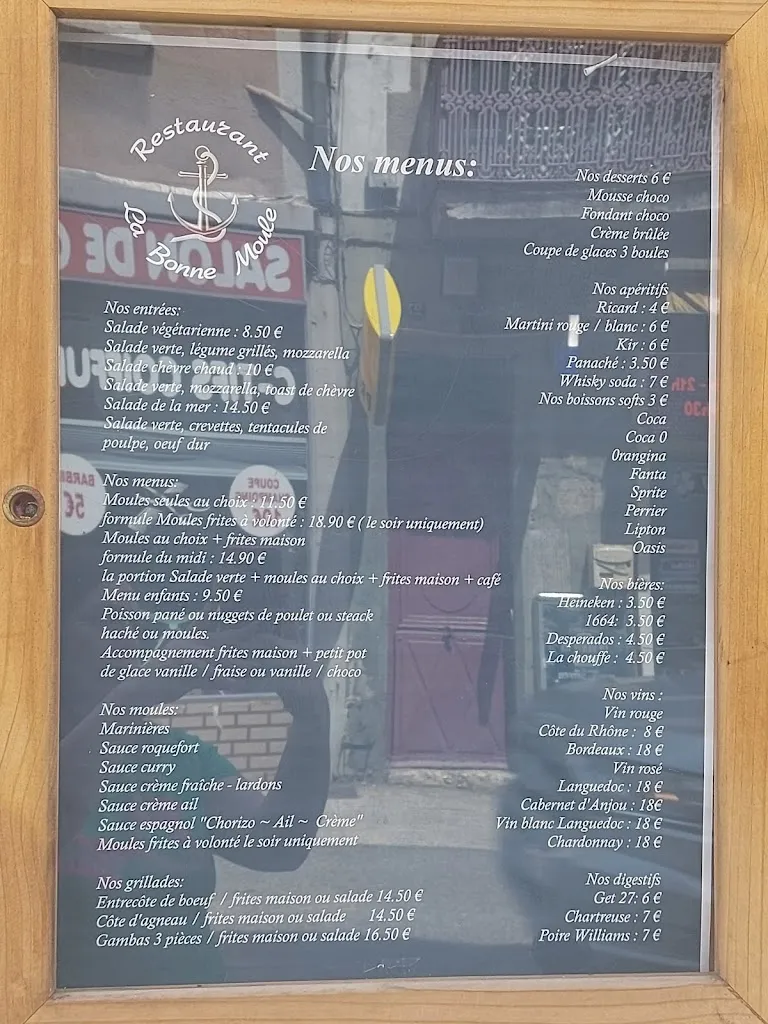 Restaurant
La Bonne Moule
Nos menus:
Nos entrées:
Salade végétarienne : 8.50 €
Salade verte, légume grillés, mozzarella
Salade chèvre chaud : 10 €
Salade verte, mozzarella, toast de chèvre
Salade de la mer : 14.50 €
Salade verte, crevettes, tentacules de
poulpe, oeuf dur
Nos menus:
Moules seules au choix : 11.50 €
formule Moules frites à volonté : 18.90 € ( le soir uniquement)
Moules au choix + frites maison
formule du midi : 14.90 €
la portion Salade verte + moules au choix + frites maison + café
Menu enfants : 9.50 €
Poisson pané ou nuggets de poulet ou steack
haché ou moules.
Accompagnement frites maison + petit pot
de glace vanille / fraise ou vanille / choco
Nos moules:
Marinières
Sauce roquefort
Sauce curry
Sauce crème fraîche - lardons
Sauce crème ail
Sauce espagnol "Chorizo ~ Ail ~ Crème"
Moules frites à volonté le soir uniquement
Nos grillades:
Entrecôte de boeuf / frites maison ou salade 14.50 €
Côte d'agneau / frites maison ou salade 14.50 €
Gambas 3 pièces / frites maison ou salade 16.50 €
Nos desserts 6 €
Mousse choco
Fondant choco
Crème brûlée
Coupe de glaces 3 boules
Nos apéritifs
Ricard : 4 €
Martini rouge / blanc : 6 €
Kir : 6 €
Panaché : 3.50 €
Whisky soda : 7 €
Nos boissons softs 3 €
Coca
Coca 0
0rangina
Fanta
Sprite
Perrier
Lipton
Oasis
Nos bières:
Heineken : 3.50 €
1664: 3.50 €
Desperados : 4.50 €
La chouffe : 4.50 €
Nos vins :
Vin rouge
Côte du Rhône : 8 €
Bordeaux : 18 €
Vin rosé
Languedoc : 18 €
Cabernet d'Anjou : 18€
Vin blanc Languedoc : 18 €
Chardonnay : 18 €
Nos digestifs
Get 27: 6 €
Chartreuse : 7 €
Poire Williams : 7 €
SALON DE
BARBE
5€
COUPE